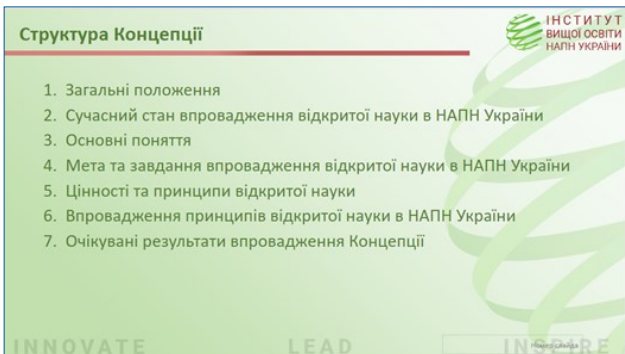 Структура Концепції
ІНСТИТУТ
ВИЩОЇ ОСВІТИ
НАПН УКРАЇНИ
1. Загальні положення
2. Сучасний стан впровадження відкритої науки в НАПН України
3. Основні поняття
4. Мета та завдання впровадження відкритої науки в НАПН України
5. Цінності та принципи відкритої науки
6. Впровадження принципів відкритої науки в НАПН України
7. Очікувані результати впровадження Концепції
INNOVATE LEAD INSPIRE
Номер слайда